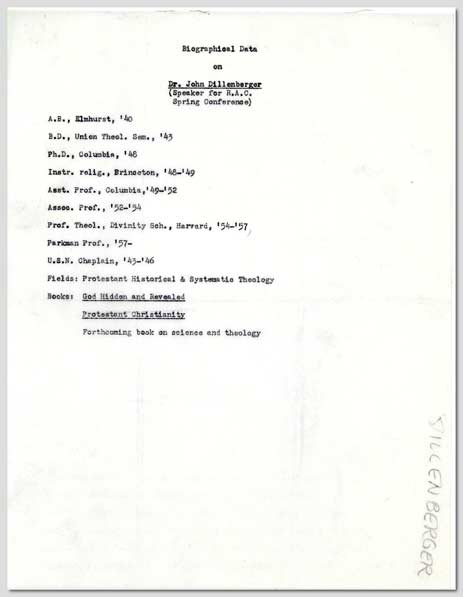 Biographical Data
on
Dr. John Dillenberger
(Speaker for R.A.C.
Spring Conference)
A.B., Elmhurst, '40
B.D., Union Theol. Sem., '43
Ph.D., Columbia, '48
Instr. relig., Princeton, '48-'49
Asst. Prof., Columbia,'49-'52
Assoc. Prof., '52-'54
Prof. Theol., Divinity Sch., Harvard, '54-'57,
Parkman Prof., '57-
U.S.N. Chaplain, '43-'46
Fields: Protestant Historical & Systematic Theology
Books: God Hidden and Revealed
Protestant Christianity
Forthcoming book on science and theology
DILLENBERGER